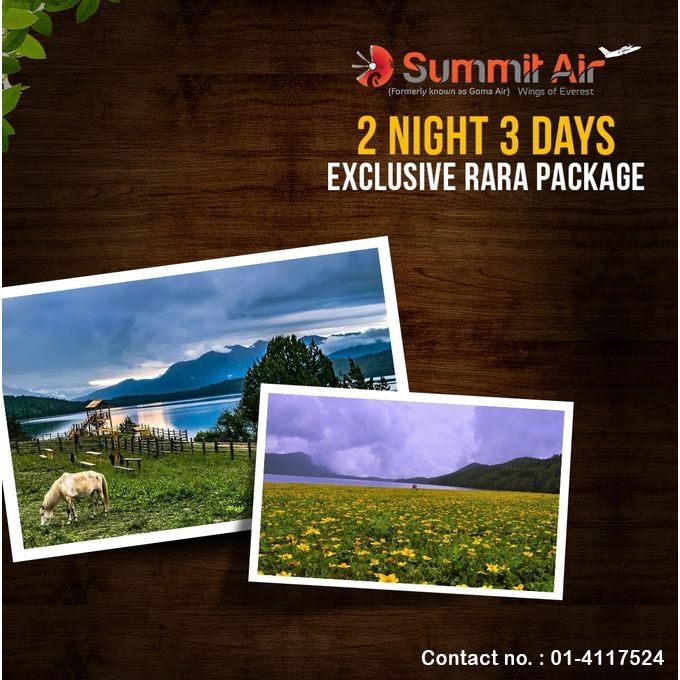 Summit Air
(Formerly known as Goma Air) Wings of Everest
2 NIGHT 3 DAYS
EXCLUSIVE RARA PACKAGE
Contact no. : 01-4117524